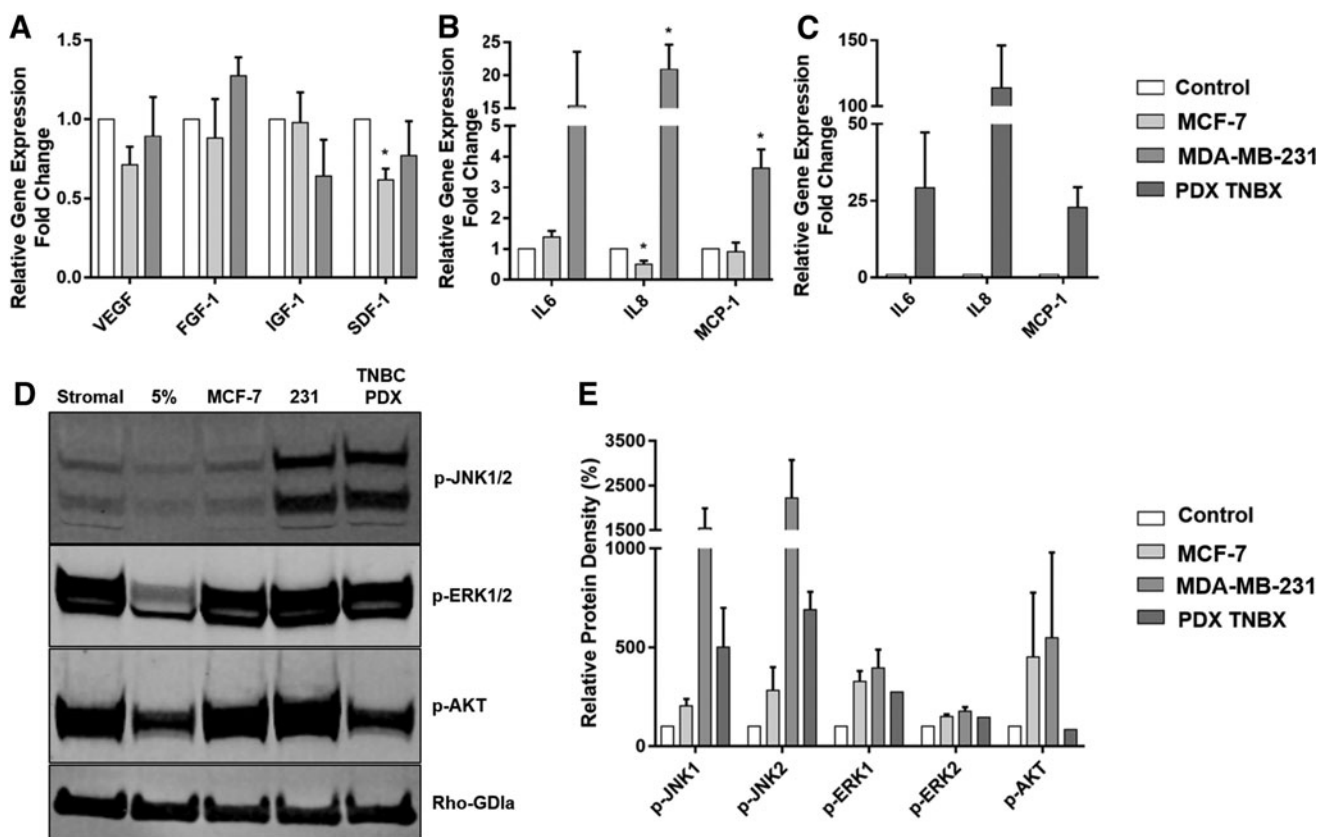 A
Relative Gene Expression
Fold Change
1.5
1.0
0.5
0.0
VEGF
FGF-1
IGF-1
SDF-1
*
B
Relative Gene Expression
Fold Change
25
20
15
5
4
3
2
1
0
IL6
IL8
MCP-1
*
*
*
C
Relative Gene Expression
Fold Change
150
100
50
25
0
IL6
IL8
MCP-1
Control
MCF-7
MDA-MB-231
PDX TNBX
D
Stromal 5% MCF-7 231 TNBC
PDX
p-JNK1/2
p-ERK1/2
p-AKT
Rho-GDIa
E
Relative Protein Density (%)
3500
2500
1500
1000
500
0
p-JNK1
p-JNK2
p-ERK1
p-ERK2
p-AKT
Control
MCF-7
MDA-MB-231
PDX TNBX